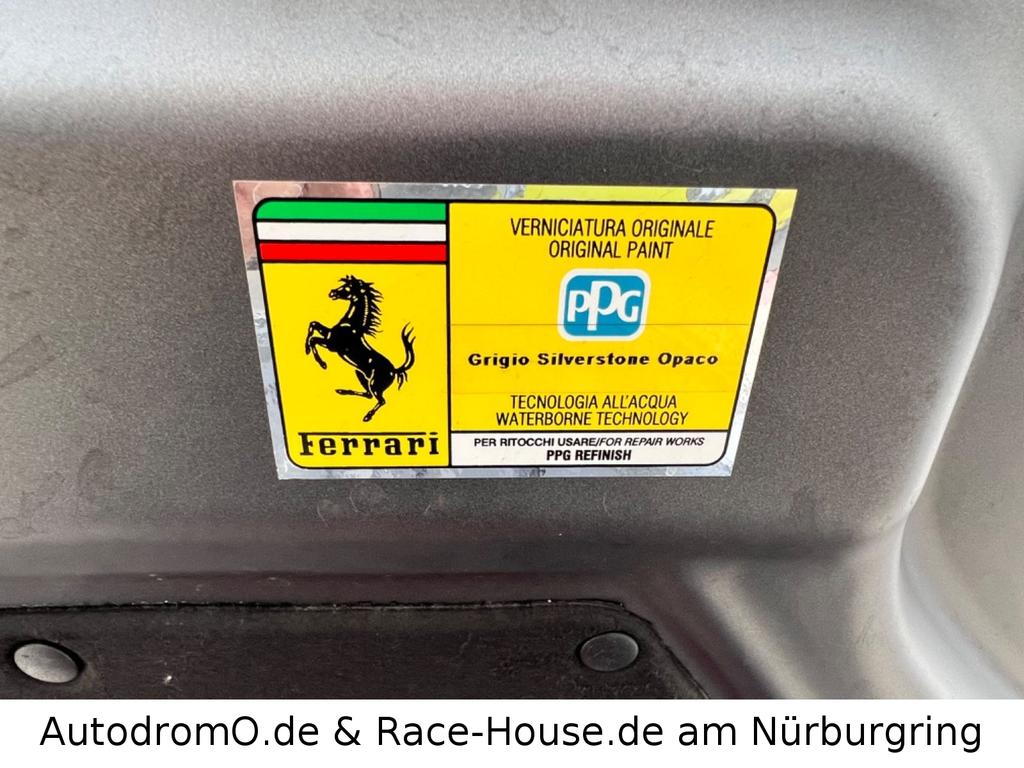 VERNICIATURA ORIGINALE
ORIGINAL PAINT
PPG
Grigio Silverstone Opaco
TECNOLOGIA ALL'ACQUA
WATERBORNE TECHNOLOGY
Ferrari
PER RITOCCHI USARE/FOR REPAIR WORKS
PPG REFINISH
AutodromO.de & Race-House.de am Nürburgring